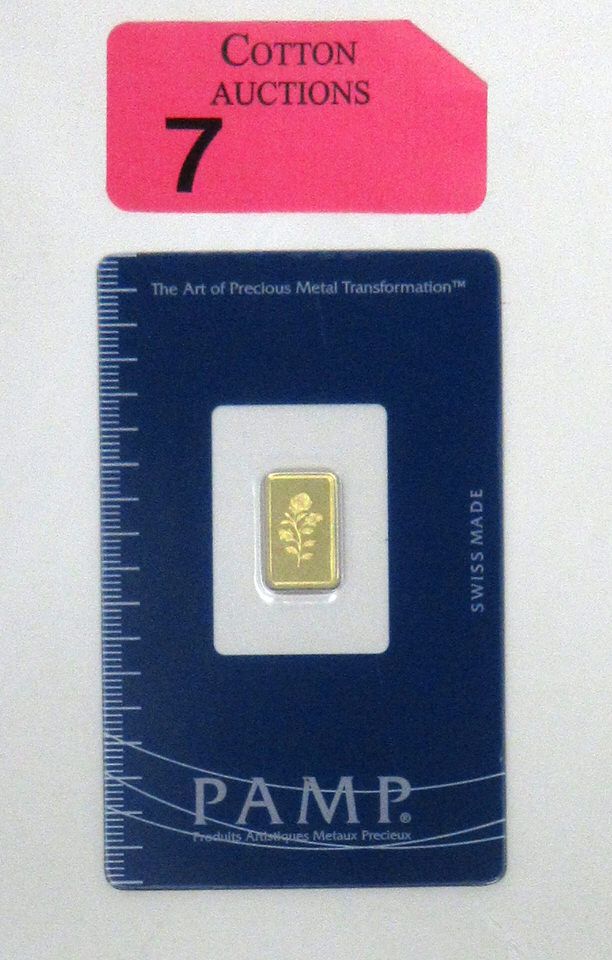 COTTON
AUCTIONS
7
The Art of Precious Metal Transformation™
SWISS MADE
PAMP®
Produits Artistiques Metaux Precieux